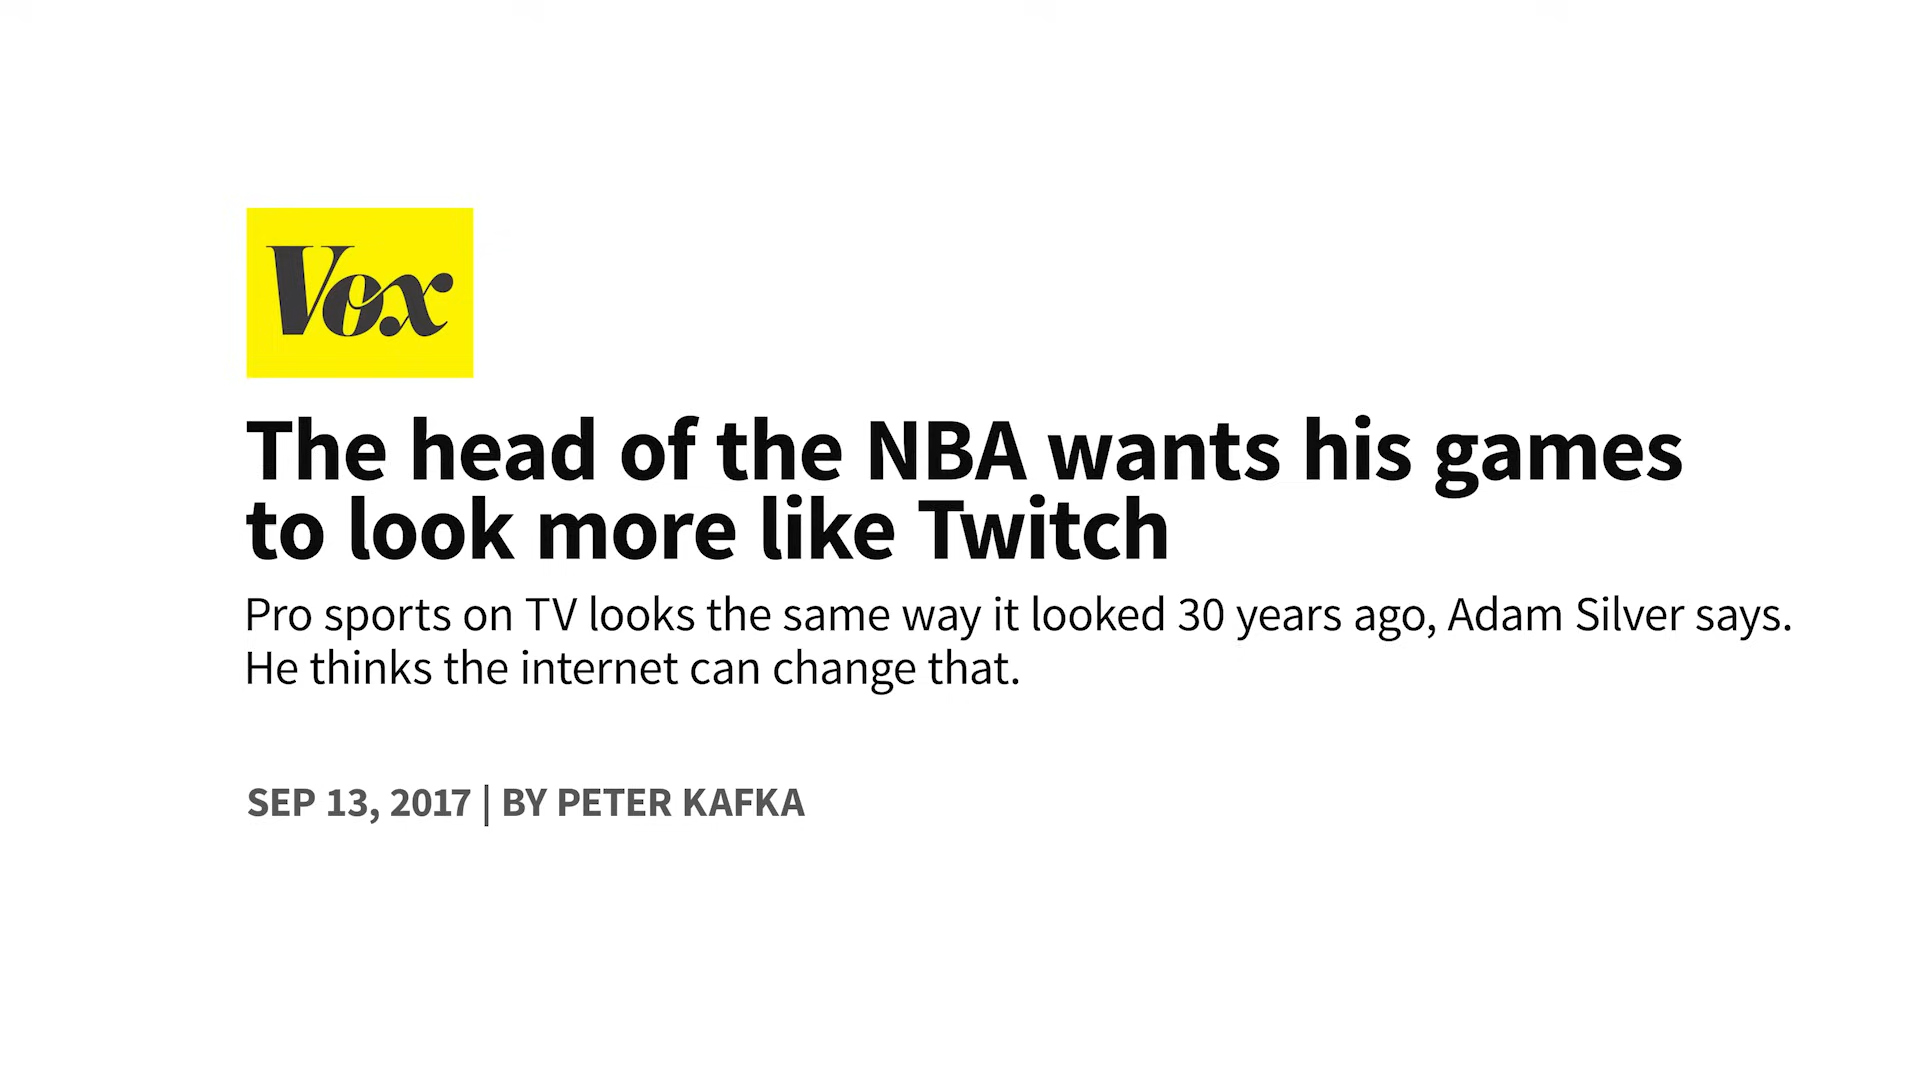 Vox
The head of the NBA wants his games
to look more like Twitch
Pro sports on TV looks the same way it looked 30 years ago, Adam Silver says.
He thinks the internet can change that.
SEP 13, 2017 | BY PETER KAFKA